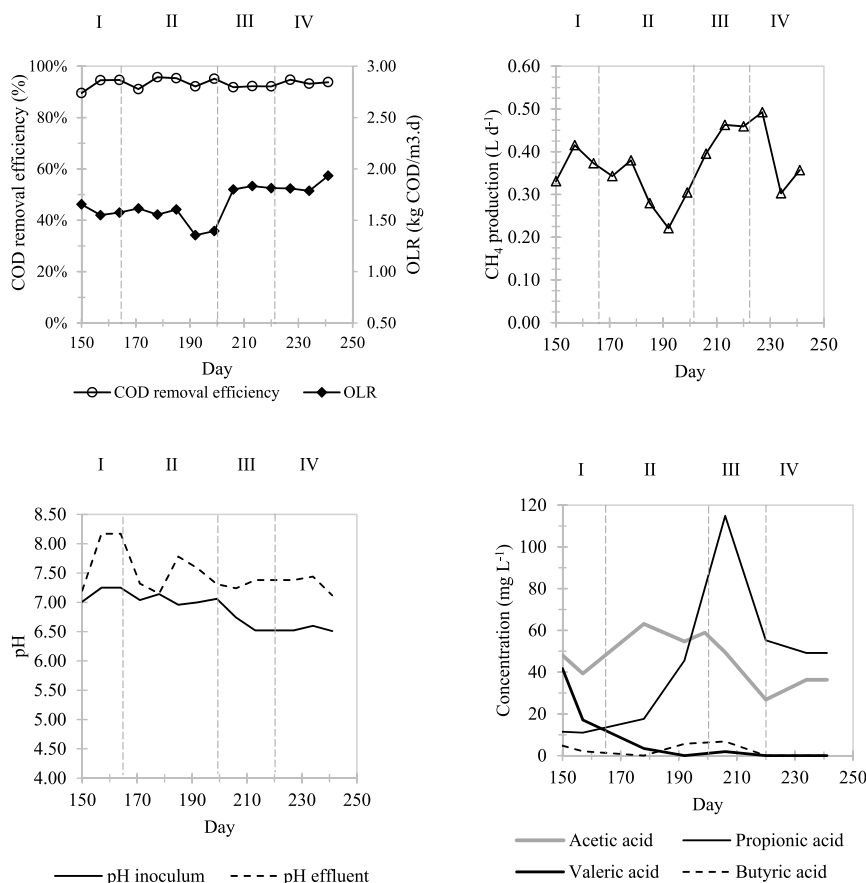 I II III IV
100% 3.00
80% 2.50
60% 2.00
40% 1.50
20% 1.00
0% 0.50
150 170 190 210 230 250
Day
COD removal efficiency (%)
OLR (kg COD/m3.d)
COD removal efficiency OLR
I II III IV
0.60
0.50
0.40
0.30
0.20
0.10
0.00
150 170 190 210 230 250
Day
CH₄ production (L d⁻¹)
I II III IV
8.50
8.00
7.50
7.00
6.50
6.00
5.50
5.00
4.50
4.00
150 170 190 210 230 250
Day
pH
pH inoculum pH effluent
I II III IV
120
100
80
60
40
20
0
150 170 190 210 230 250
Day
Concentration (mg L⁻¹)
Acetic acid Propionic acid
Valeric acid Butyric acid